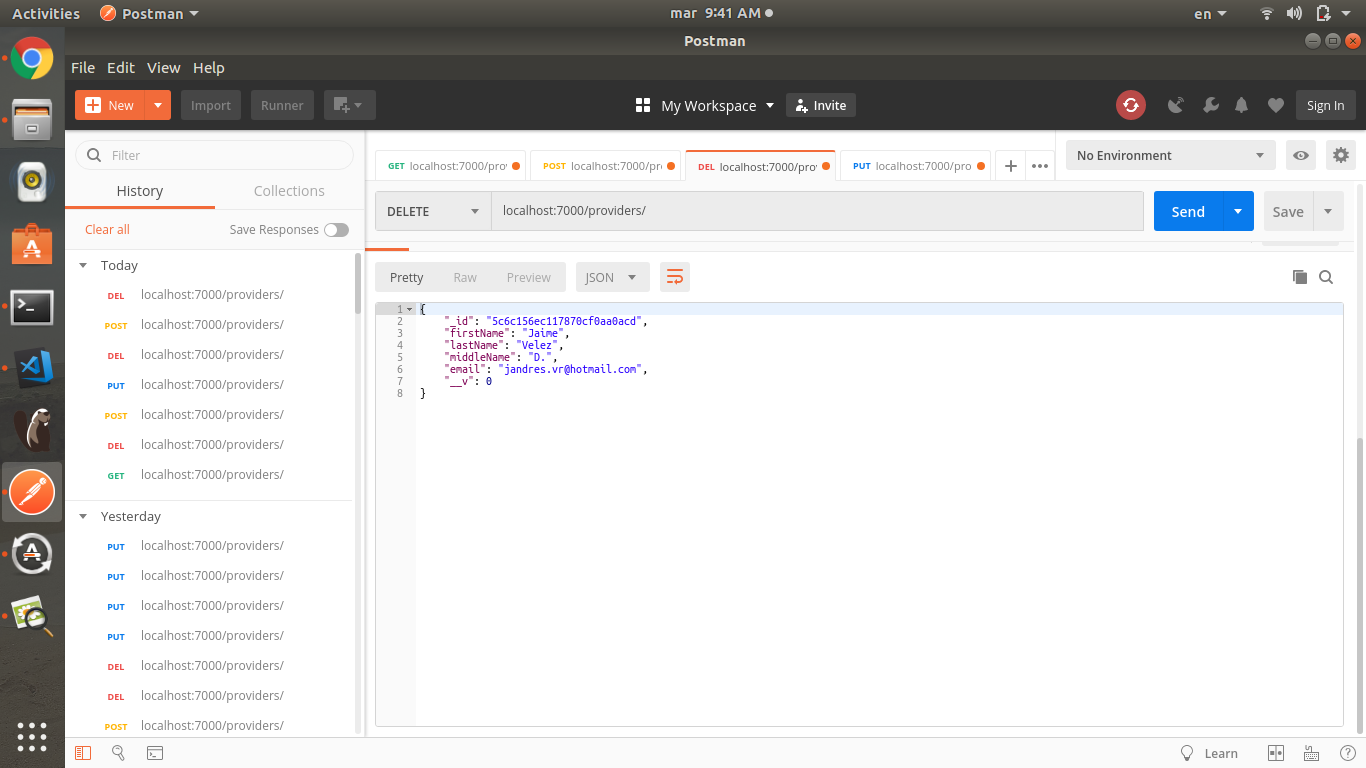 Activities Postman mar 9:41 AM en
Postman
File Edit View Help
New Import Runner My Workspace Invite Sign In
Filter
History Collections
Clear all Save Responses
Today
DEL localhost:7000/providers/
POST localhost:7000/providers/
DEL localhost:7000/providers/
PUT localhost:7000/providers/
POST localhost:7000/providers/
DEL localhost:7000/providers/
GET localhost:7000/providers/
Yesterday
PUT localhost:7000/providers/
PUT localhost:7000/providers/
PUT localhost:7000/providers/
PUT localhost:7000/providers/
DEL localhost:7000/providers/
DEL localhost:7000/providers/
POST localhost:7000/providers/
GET localhost:7000/pro POST localhost:7000/pr DEL localhost:7000/pro PUT localhost:7000/pro No Environment
DELETE localhost:7000/providers/ Send Save
Pretty Raw Preview JSON
1 {
2 "_id": "5c6c156ec117870cf0aa0acd",
3 "firstName": "Jaime",
4 "lastName": "Velez",
5 "middleName": "D.",
6 "email": "jandres.vr@hotmail.com",
7 "__v": 0
8 }
Learn